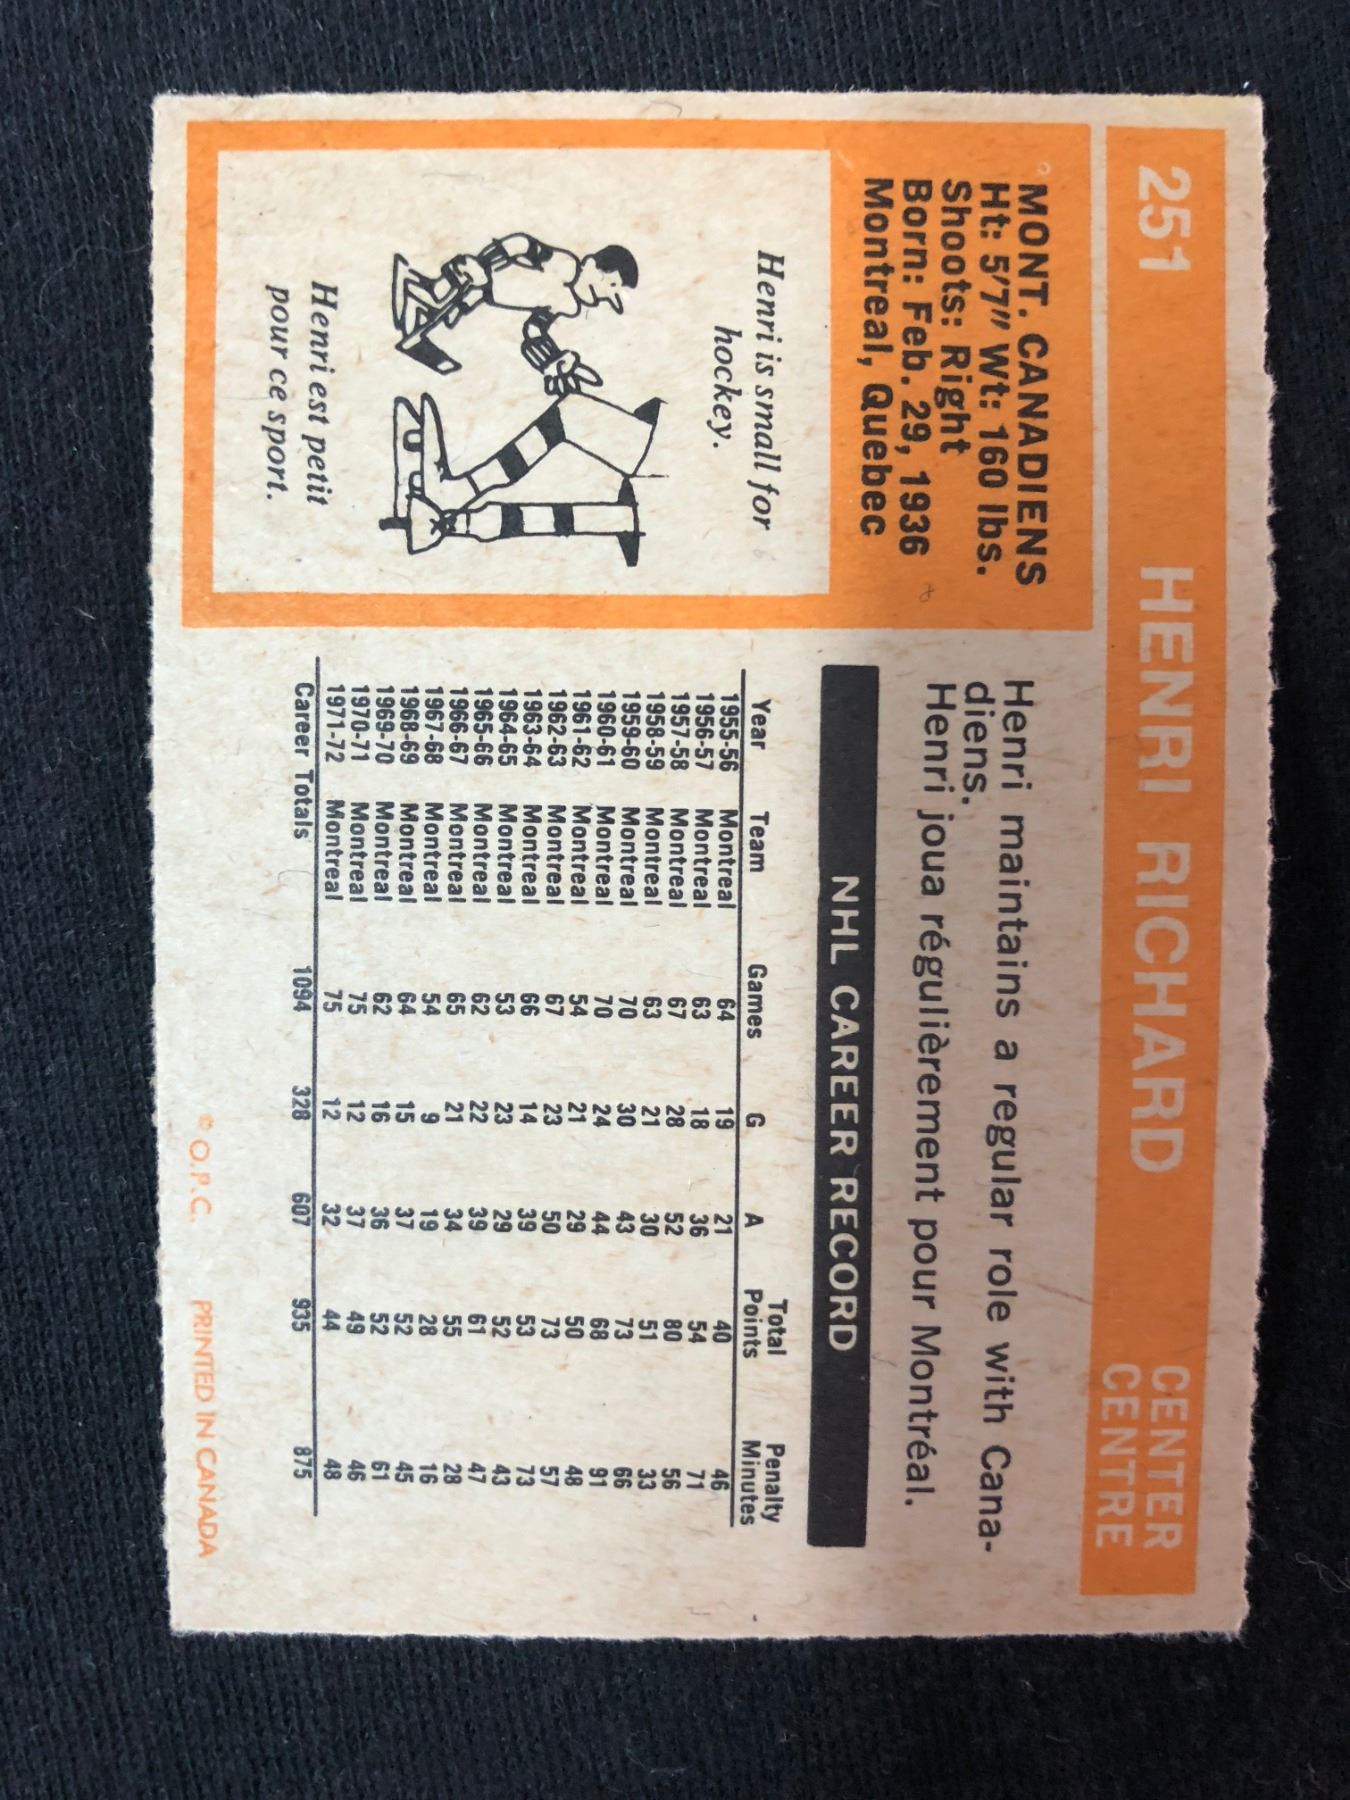 251 HENRI RICHARD CENTER
CENTRE
MONT. CANADIENS
Ht: 5'7" Wt: 160 lbs.
Shoots: Right
Born: Feb. 29, 1936
Montreal, Quebec
Henri is small for
hockey.
Henri est petit
pour ce sport.
Henri maintains a regular role with Cana-
diens.
Henri joua régulièrement pour Montréal.
NHL CAREER RECORD
Year Team Games G A Total Points Penalty Minutes
1955-56 Montreal 64 19 21 40 46
1956-57 Montreal 63 18 36 54 71
1957-58 Montreal 67 28 52 80 56
1958-59 Montreal 63 21 30 51 33
1959-60 Montreal 70 30 43 73 66
1960-61 Montreal 70 24 44 68 91
1961-62 Montreal 54 21 29 50 48
1962-63 Montreal 67 23 50 73 57
1963-64 Montreal 66 14 39 53 73
1964-65 Montreal 53 23 29 52 43
1965-66 Montreal 62 22 39 61 47
1966-67 Montreal 65 21 34 55 28
1967-68 Montreal 54 9 19 28 16
1968-69 Montreal 64 15 37 52 45
1969-70 Montreal 62 16 36 52 61
1970-71 Montreal 75 12 37 49 46
1971-72 Montreal 75 12 32 44 48
Career Totals 1094 328 607 935 875
© O.P.C. PRINTED IN CANADA